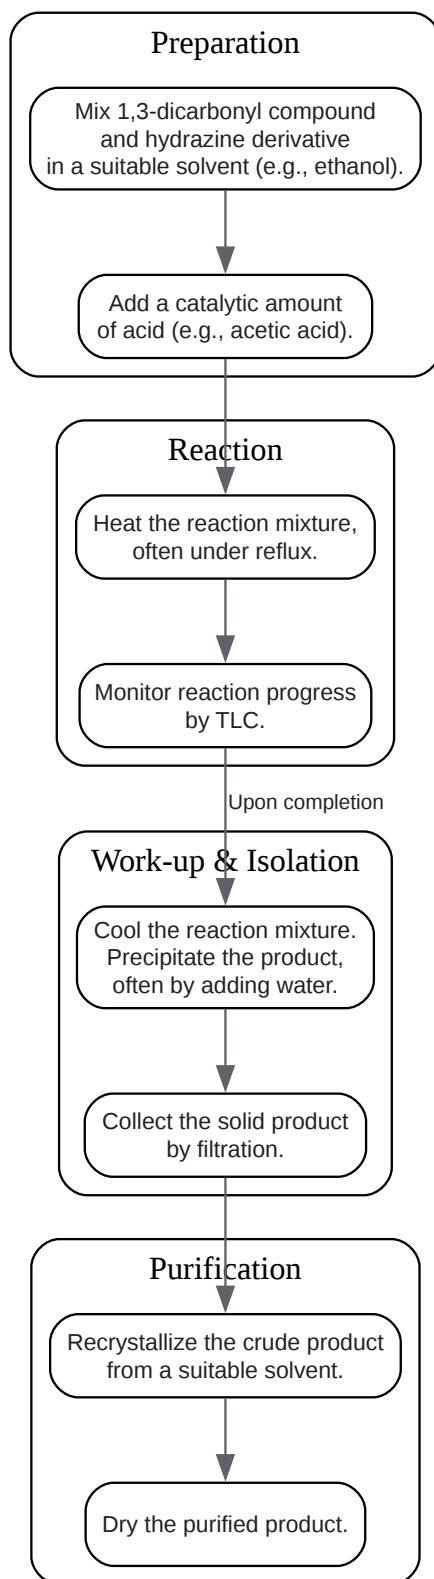 Preparation
Mix 1,3-dicarbonyl compound
and hydrazine derivative
in a suitable solvent (e.g., ethanol).
Add a catalytic amount
of acid (e.g., acetic acid).
Reaction
Heat the reaction mixture,
often under reflux.
Monitor reaction progress
by TLC.
Upon completion
Work-up & Isolation
Cool the reaction mixture.
Precipitate the product,
often by adding water.
Collect the solid product
by filtration.
Purification
Recrystallize the crude product
from a suitable solvent.
Dry the purified product.